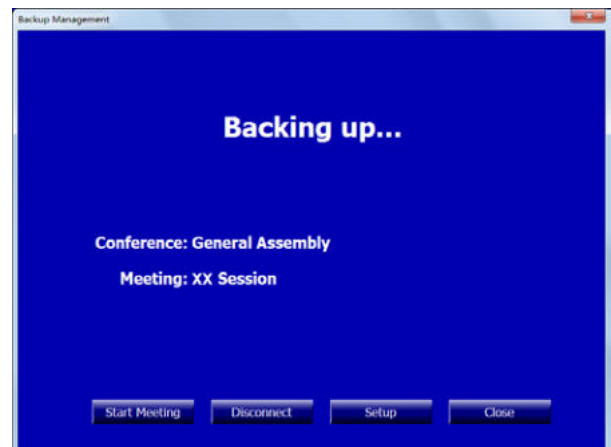 Backup Management
Backing up...
Conference: General Assembly
Meeting: XX Session
Start Meeting Disconnect Setup Close